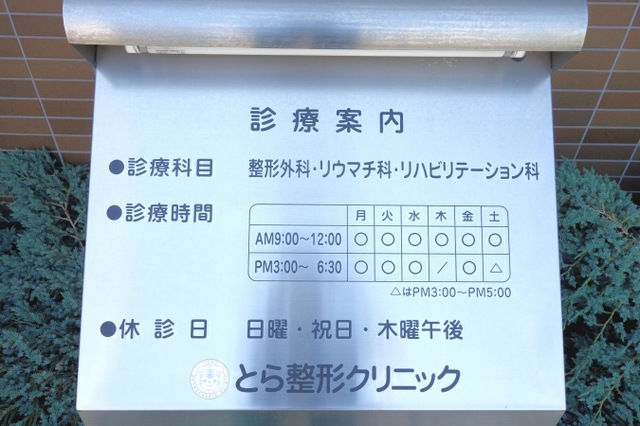 診療案内
●診療科目 整形外科・リウマチ科・リハビリテーション科
●診療時間
月 火 水 木 金 土
AM9:00～12:00 ○ ○ ○ ○ ○ ○
PM3:00～ 6:30 ○ ○ ○ ／ ○ △
△はPM3:00～PM5:00
●休診日 日曜・祝日・木曜午後
とら整形クリニック